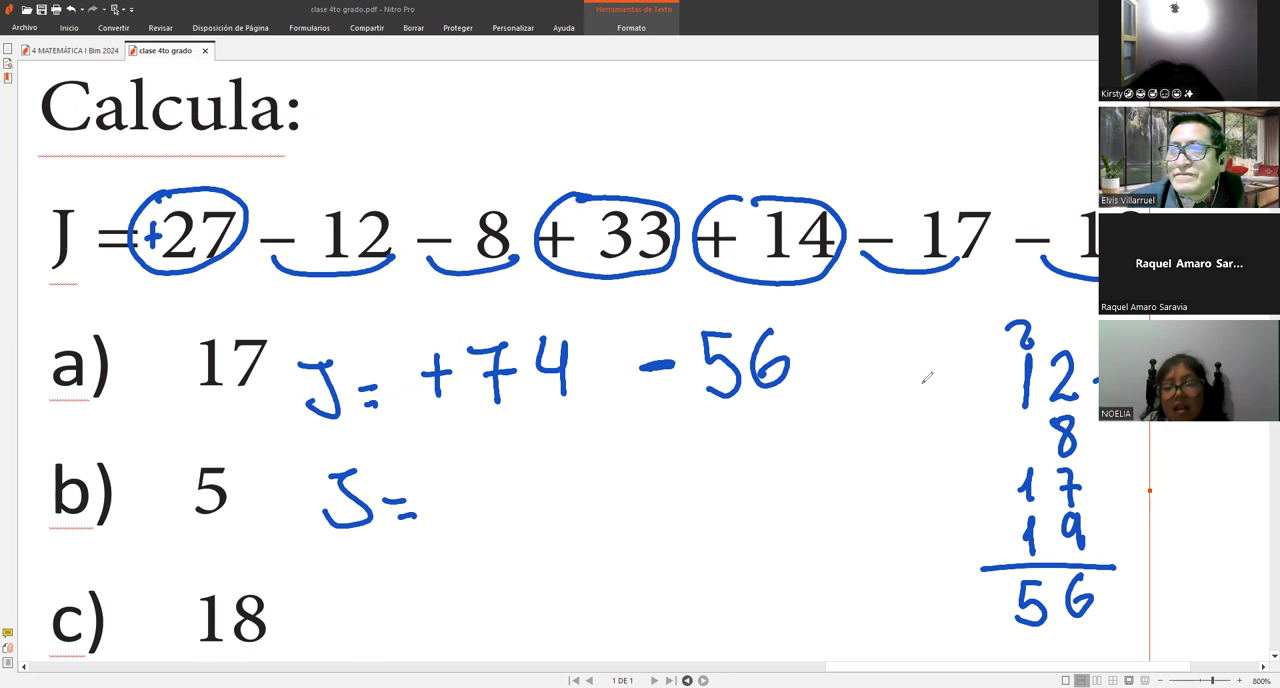 clase 4to grado.pdf - Nitro Pro
Herramientas de Texto
Archivo Inicio Convertir Revisar Disposición de Página Formularios Compartir Borrar Proteger Personalizar Ayuda Formato
4 MATEMÁTICA I Bim 2024 clase 4to grado
Calcula:
J = +27 – 12 – 8 + 33 + 14 – 17 – 1
a) 17 J = +74 - 56
b) 5 J =
c) 18
2
12
8
17
19
56
Kirsty
Elvis Villarruel
Raquel Amaro Sar...
Raquel Amaro Saravia
NOELIA
1 DE 1
800%